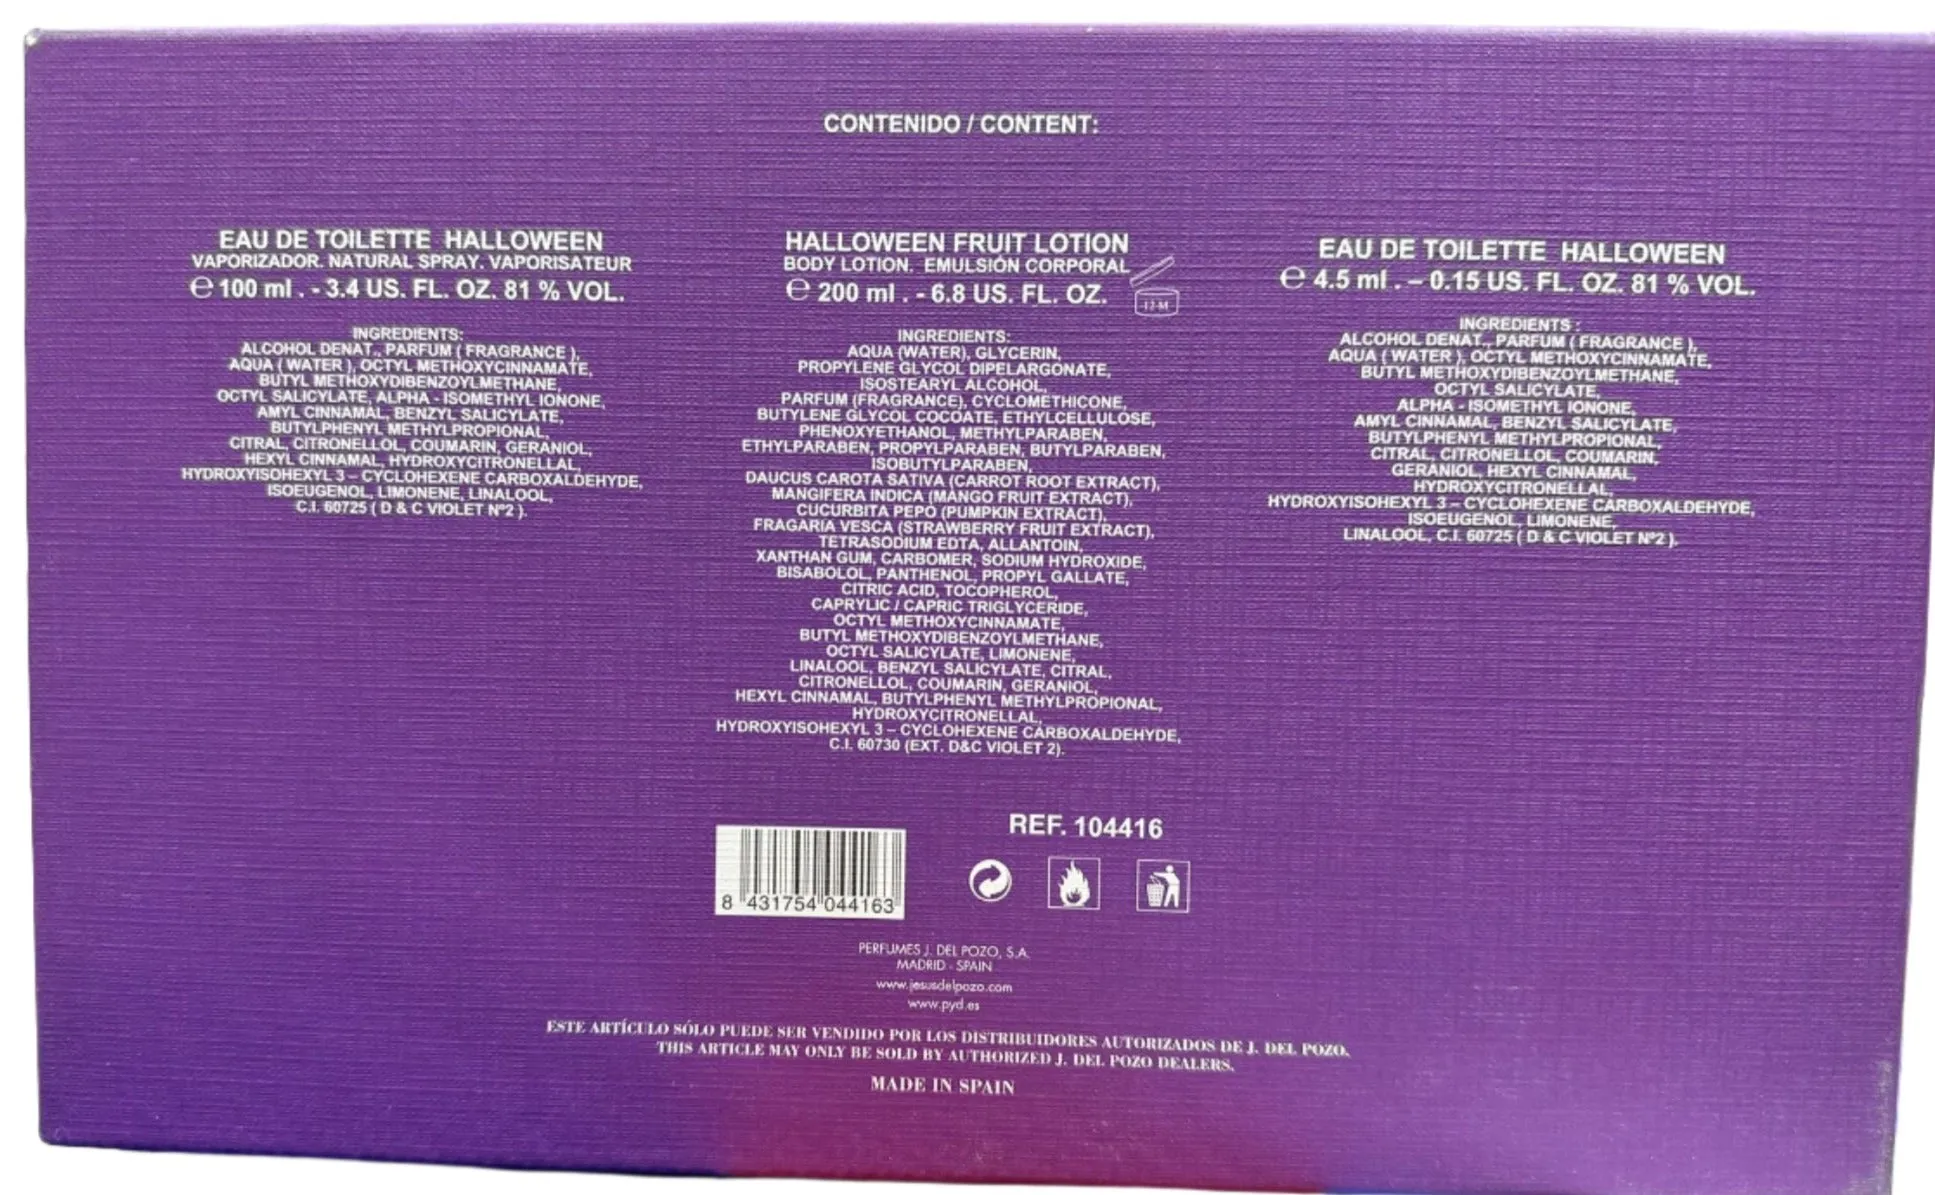 CONTENIDO / CONTENT:
EAU DE TOILETTE HALLOWEEN
VAPORIZADOR. NATURAL SPRAY. VAPORISATEUR
℮ 100 ml . - 3.4 US. FL. OZ. 81 % VOL.
INGREDIENTS:
ALCOHOL DENAT., PARFUM ( FRAGRANCE ),
AQUA ( WATER ), OCTYL METHOXYCINNAMATE,
BUTYL METHOXYDIBENZOYLMETHANE,
OCTYL SALICYLATE, ALPHA - ISOMETHYL IONONE,
AMYL CINNAMAL, BENZYL SALICYLATE,
BUTYLPHENYL METHYLPROPIONAL,
CITRAL, CITRONELLOL, COUMARIN, GERANIOL,
HEXYL CINNAMAL, HYDROXYCITRONELLAL,
HYDROXYISOHEXYL 3 – CYCLOHEXENE CARBOXALDEHYDE,
ISOEUGENOL, LIMONENE, LINALOOL,
C.I. 60725 ( D & C VIOLET Nº2 ).
HALLOWEEN FRUIT LOTION
BODY LOTION. EMULSIÓN CORPORAL
℮ 200 ml . - 6.8 US. FL. OZ.
12 M
INGREDIENTS:
AQUA (WATER), GLYCERIN,
PROPYLENE GLYCOL DIPELARGONATE,
ISOSTEARYL ALCOHOL,
PARFUM (FRAGRANCE), CYCLOMETHICONE,
BUTYLENE GLYCOL COCOATE, ETHYLCELLULOSE,
PHENOXYETHANOL, METHYLPARABEN,
ETHYLPARABEN, PROPYLPARABEN, BUTYLPARABEN,
ISOBUTYLPARABEN,
DAUCUS CAROTA SATIVA (CARROT ROOT EXTRACT),
MANGIFERA INDICA (MANGO FRUIT EXTRACT),
CUCURBITA PEPO (PUMPKIN EXTRACT),
FRAGARIA VESCA (STRAWBERRY FRUIT EXTRACT),
TETRASODIUM EDTA, ALLANTOIN,
XANTHAN GUM, CARBOMER, SODIUM HYDROXIDE,
BISABOLOL, PANTHENOL, PROPYL GALLATE,
CITRIC ACID, TOCOPHEROL,
CAPRYLIC / CAPRIC TRIGLYCERIDE,
OCTYL METHOXYCINNAMATE,
BUTYL METHOXYDIBENZOYLMETHANE,
OCTYL SALICYLATE, LIMONENE,
LINALOOL, BENZYL SALICYLATE, CITRAL,
CITRONELLOL, COUMARIN, GERANIOL,
HEXYL CINNAMAL, BUTYLPHENYL METHYLPROPIONAL,
HYDROXYCITRONELLAL,
HYDROXYISOHEXYL 3 – CYCLOHEXENE CARBOXALDEHYDE,
C.I. 60730 (EXT. D&C VIOLET 2).
EAU DE TOILETTE HALLOWEEN
℮ 4.5 ml . – 0.15 US. FL. OZ. 81 % VOL.
INGREDIENTS :
ALCOHOL DENAT., PARFUM ( FRAGRANCE ),
AQUA ( WATER ), OCTYL METHOXYCINNAMATE,
BUTYL METHOXYDIBENZOYLMETHANE,
OCTYL SALICYLATE,
ALPHA - ISOMETHYL IONONE,
AMYL CINNAMAL, BENZYL SALICYLATE,
BUTYLPHENYL METHYLPROPIONAL,
CITRAL, CITRONELLOL, COUMARIN,
GERANIOL, HEXYL CINNAMAL,
HYDROXYCITRONELLAL,
HYDROXYISOHEXYL 3 – CYCLOHEXENE CARBOXALDEHYDE,
ISOEUGENOL, LIMONENE,
LINALOOL, C.I. 60725 ( D & C VIOLET Nº2 ).
REF. 104416
8 431754 044163
PERFUMES J. DEL POZO, S.A.
MADRID - SPAIN
www.jesusdelpozo.com
www.pyd.es
ESTE ARTÍCULO SÓLO PUEDE SER VENDIDO POR LOS DISTRIBUIDORES AUTORIZADOS DE J. DEL POZO.
THIS ARTICLE MAY ONLY BE SOLD BY AUTHORIZED J. DEL POZO DEALERS.
MADE IN SPAIN